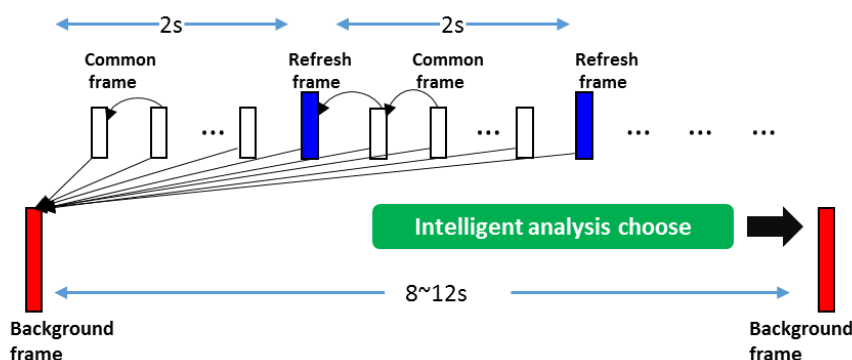 2s
2s
Common
frame
Refresh
frame
Common
frame
Refresh
frame
...
...
...
...
...
Intelligent analysis choose
8~12s
Background
frame
Background
frame